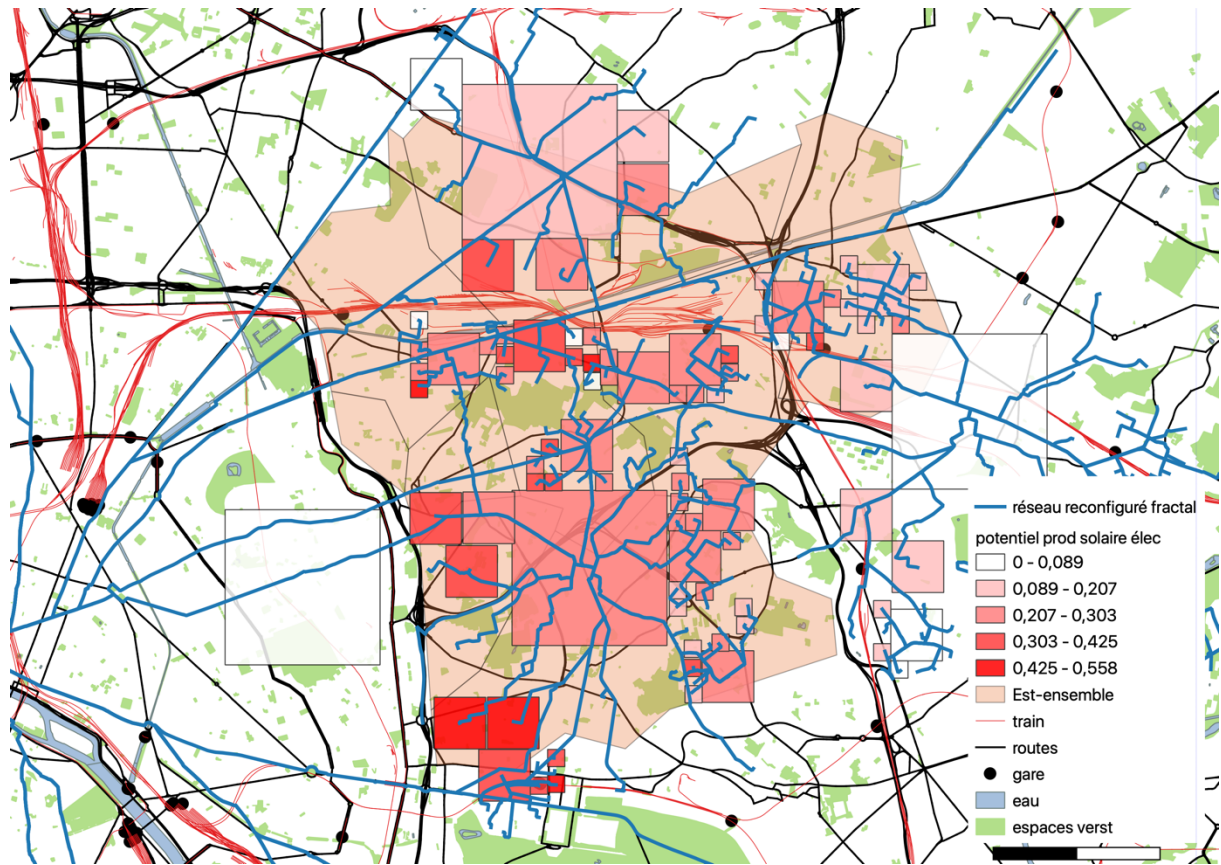 réseau reconfiguré fractal
potentiel prod solaire élec
0 - 0,089
0,089 - 0,207
0,207 - 0,303
0,303 - 0,425
0,425 - 0,558
Est-ensemble
train
routes
gare
eau
espaces verst